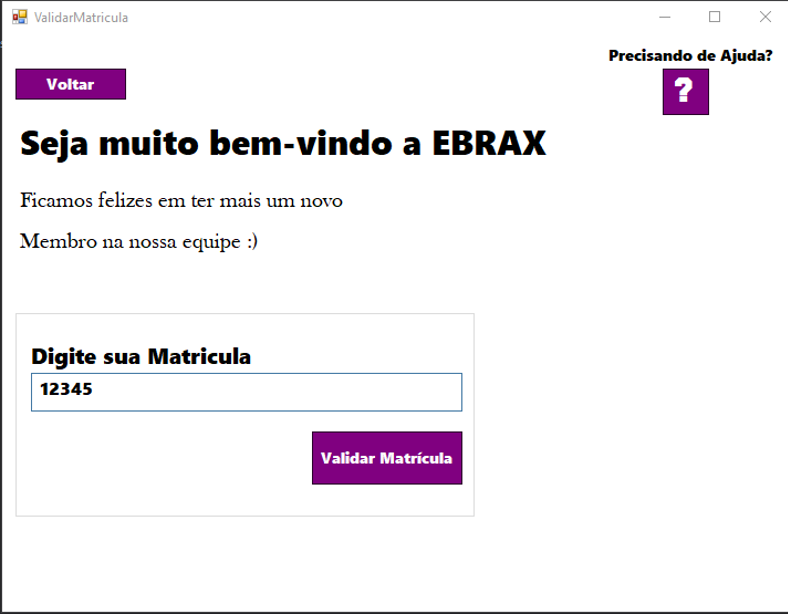 ValidarMatricula
Precisando de Ajuda?
Voltar
?
Seja muito bem-vindo a EBRAX
Ficamos felizes em ter mais um novo
Membro na nossa equipe :)
Digite sua Matricula
12345
Validar Matrícula